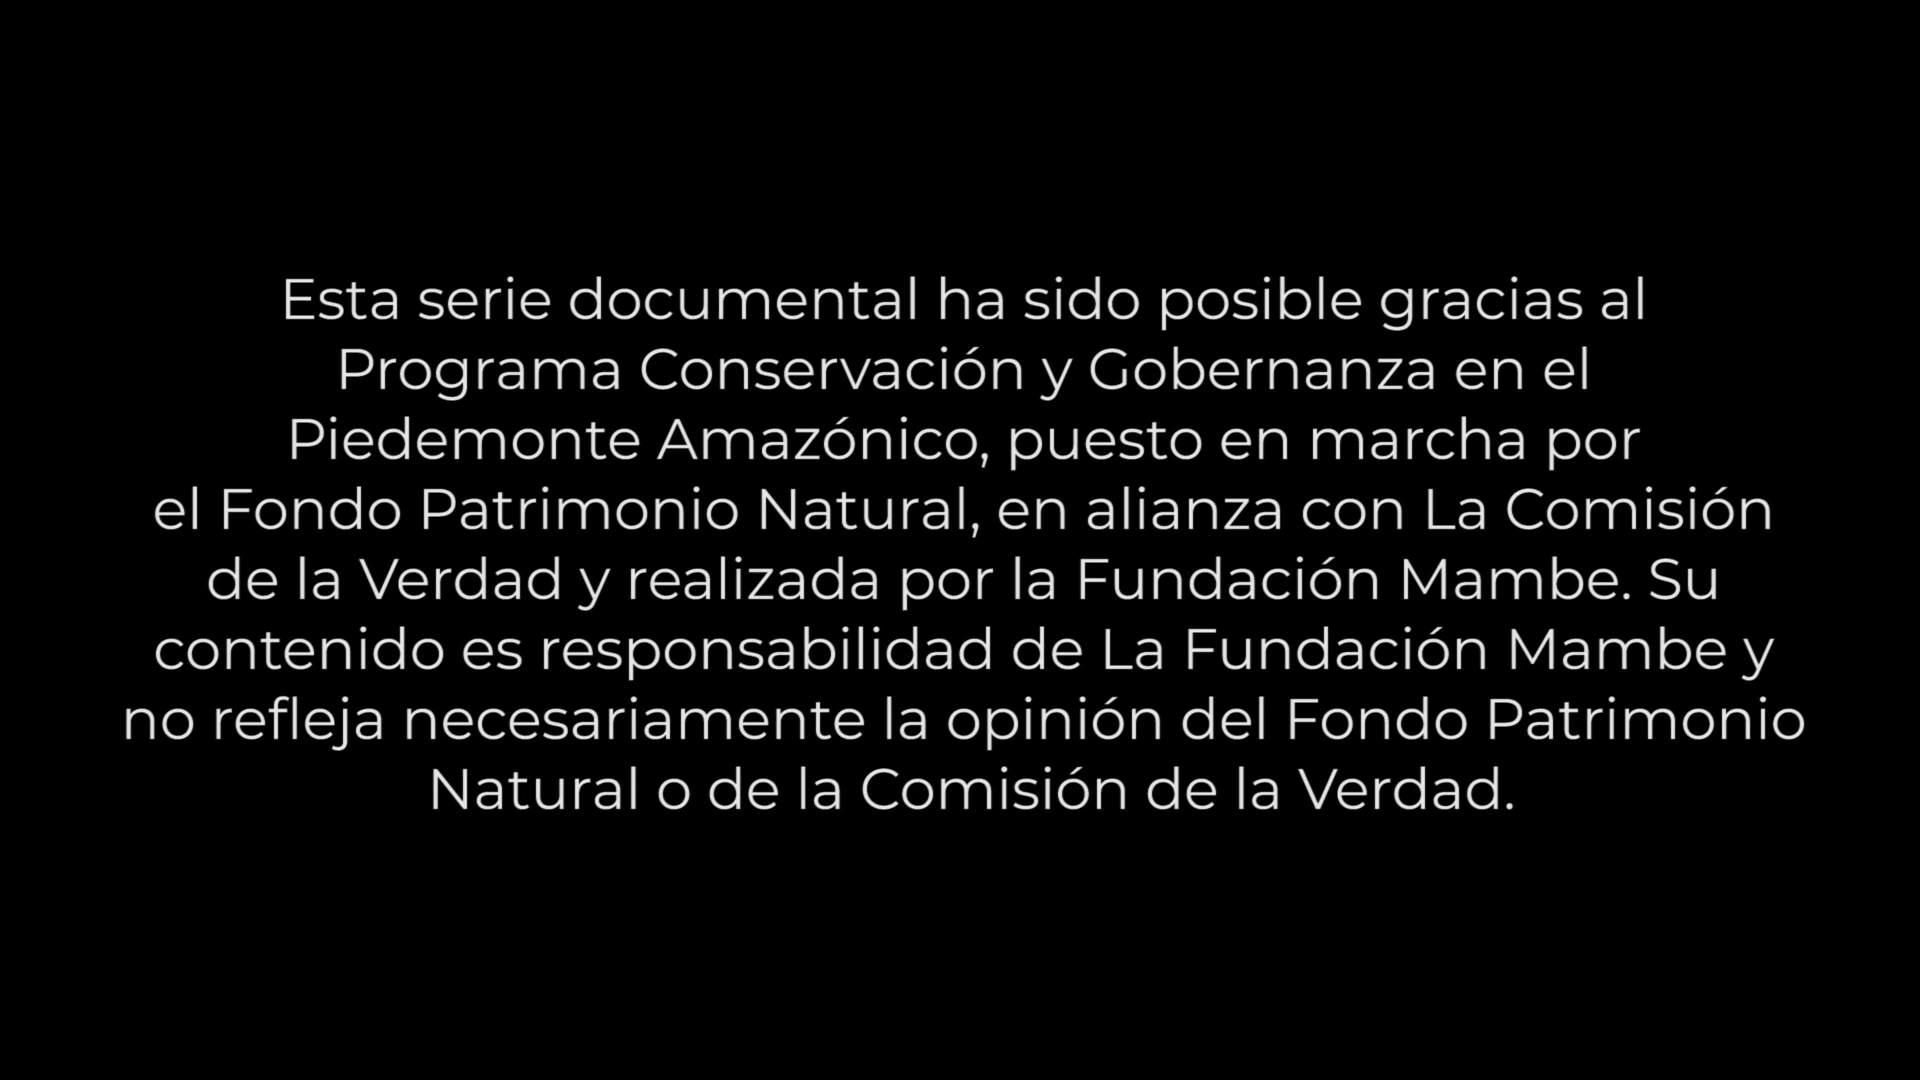 Esta serie documental ha sido posible gracias al
Programa Conservación y Gobernanza en el
Piedemonte Amazónico, puesto en marcha por
el Fondo Patrimonio Natural, en alianza con La Comisión
de la Verdad y realizada por la Fundación Mambe. Su
contenido es responsabilidad de La Fundación Mambe y
no refleja necesariamente la opinión del Fondo Patrimonio
Natural o de la Comisión de la Verdad.